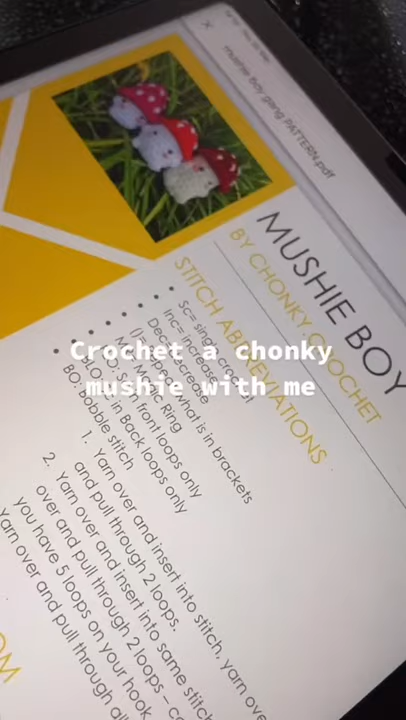 mushie Boy gang PATTERN.pdf
MUSHIE BOY
BY CHONKY CROCHET
STITCH ABBREVIATIONS
Crochet a chonky
mushie with me
Sc= single crochet
Inc= increase
Dec= decrease
what is in brackets
Magic Ring
in front loops only
in Back loops only
BO: Bobble stitch
1. Yarn over and insert into stitch, yarn over
and pull through 2 loops.
2. Yarn over and insert into same stitch
over and pull through 2 loops –
you have 5 loops on your hook
Yarn over and pull through all